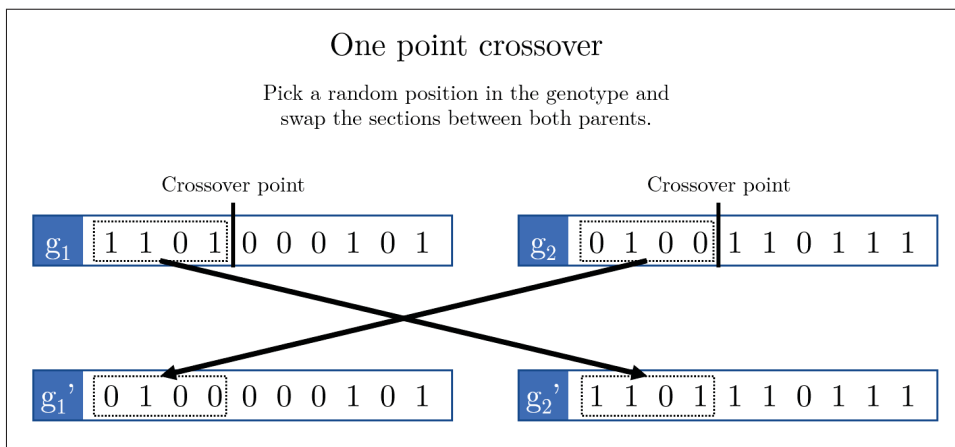 One point crossover
Pick a random position in the genotype and
swap the sections between both parents.
Crossover point
Crossover point
g₁ 1 1 0 1 0 0 0 1 0 1
g₂ 0 1 0 0 1 1 0 1 1 1
g₁’ 0 1 0 0 0 0 0 1 0 1
g₂’ 1 1 0 1 1 1 0 1 1 1